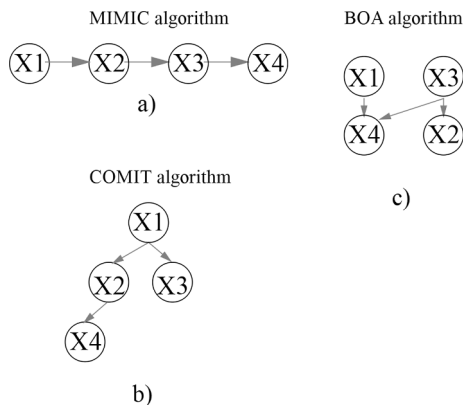 MIMIC algorithm
X1 X2 X3 X4
a)
BOA algorithm
X1 X3
X4 X2
c)
COMIT algorithm
X1
X2 X3
X4
b)